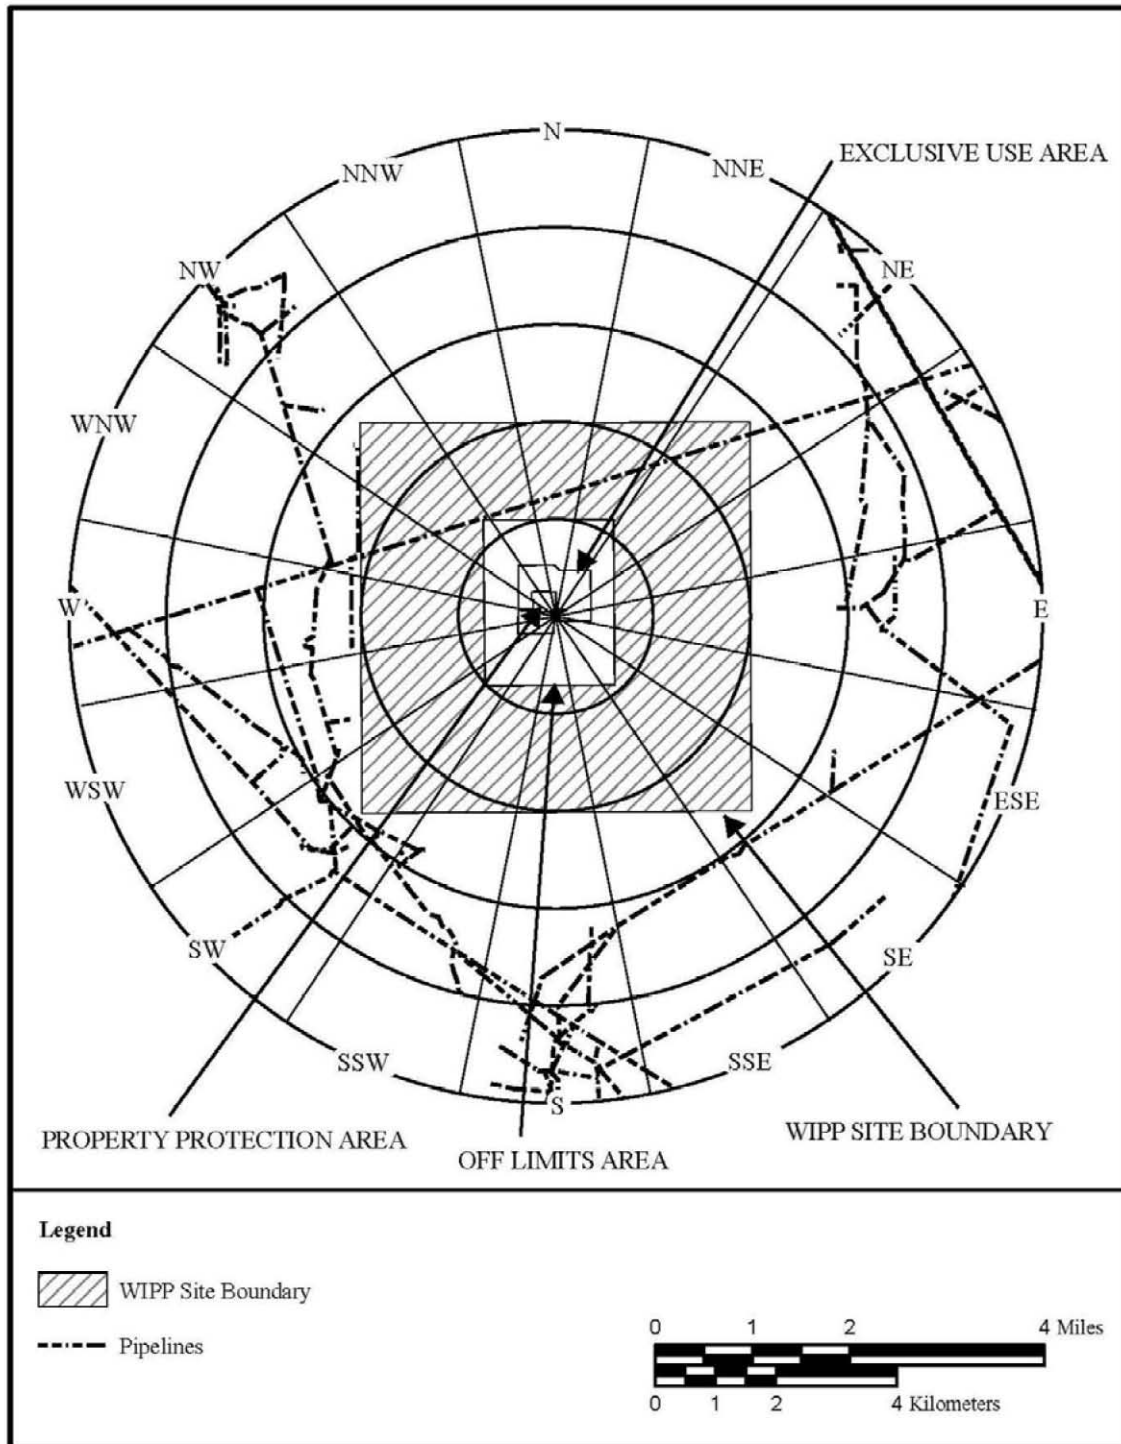 N
NNW
NNE
EXCLUSIVE USE AREA
NW
NE
WNW
W
E
WSW
ESE
SW
SE
SSW
SSE
S
PROPERTY PROTECTION AREA
OFF LIMITS AREA
WIPP SITE BOUNDARY
Legend
WIPP Site Boundary
Pipelines
0 1 2 4 Miles
0 1 2 4 Kilometers